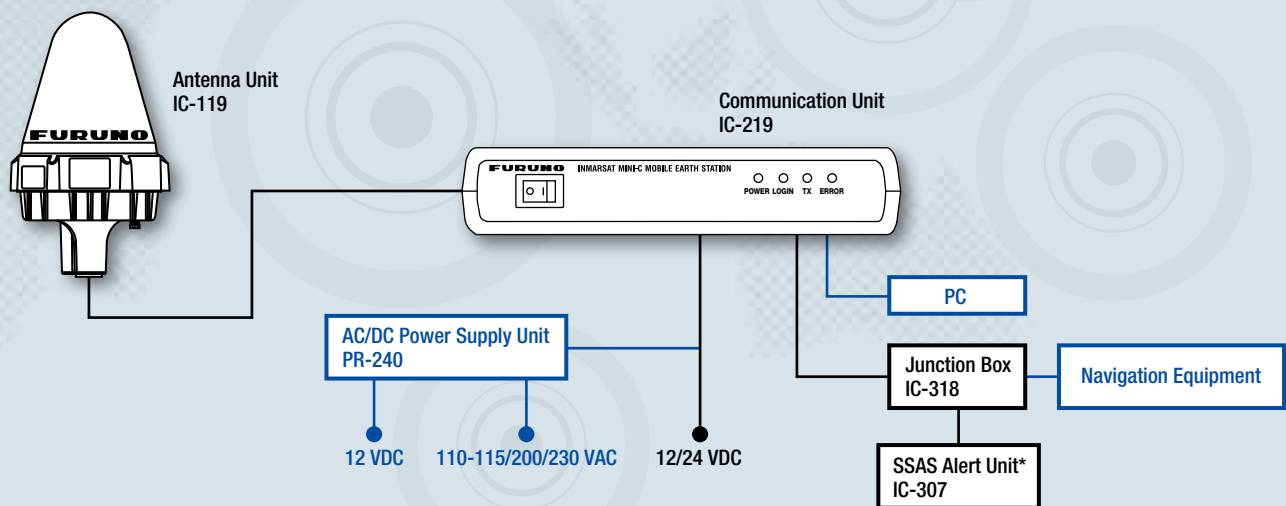 Antenna Unit
IC-119
FURUNO
Communication Unit
IC-219
FURUNO INMARSAT MINI-C MOBILE EARTH STATION
POWER LOGIN TX ERROR
PC
AC/DC Power Supply Unit
PR-240
Junction Box
IC-318
Navigation Equipment
12 VDC 110-115/200/230 VAC 12/24 VDC
SSAS Alert Unit*
IC-307